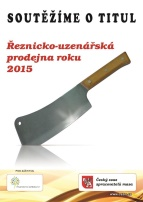 SOUTĚŽÍME O TITUL
Řeznicko-uzenářská
prodejna roku
2015
Český svaz
zpracovatelů masa